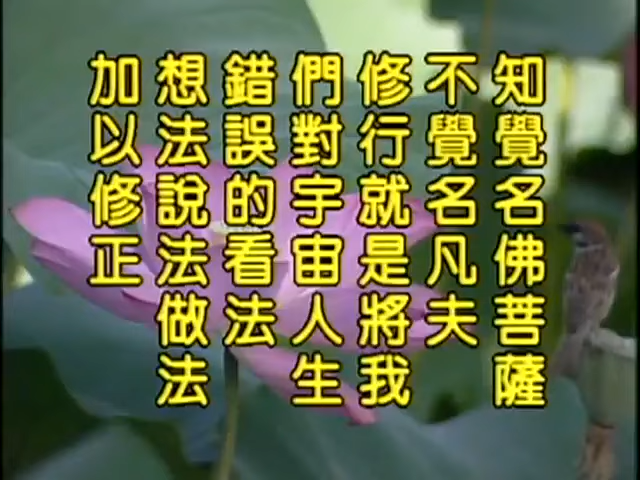 知覺名佛菩薩
不覺名凡夫
修行就是將我
們對宇宙人生
錯誤的看法
想法說法做法
加以修正